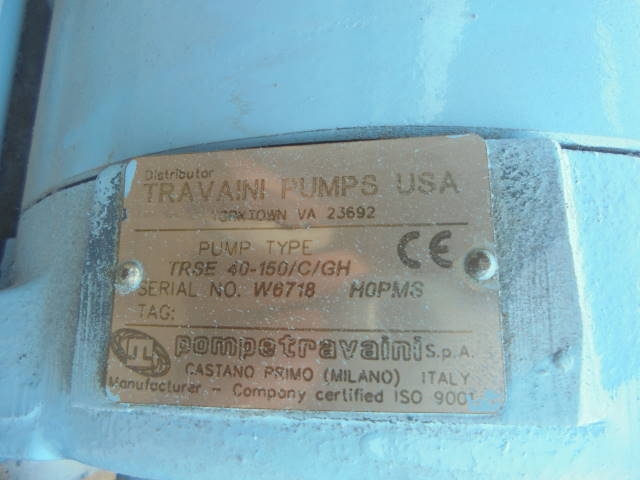 Distributor
TRAVAINI PUMPS USA
YORKTOWN VA 23692
PUMP TYPE
TRSE 40-150/C/GH
CE
SERIAL NO. W6718 H0PMS
TAG:
pompetravaini S.p.A.
CASTANO PRIMO (MILANO) ITALY
Manufacturer - Company certified ISO 9001